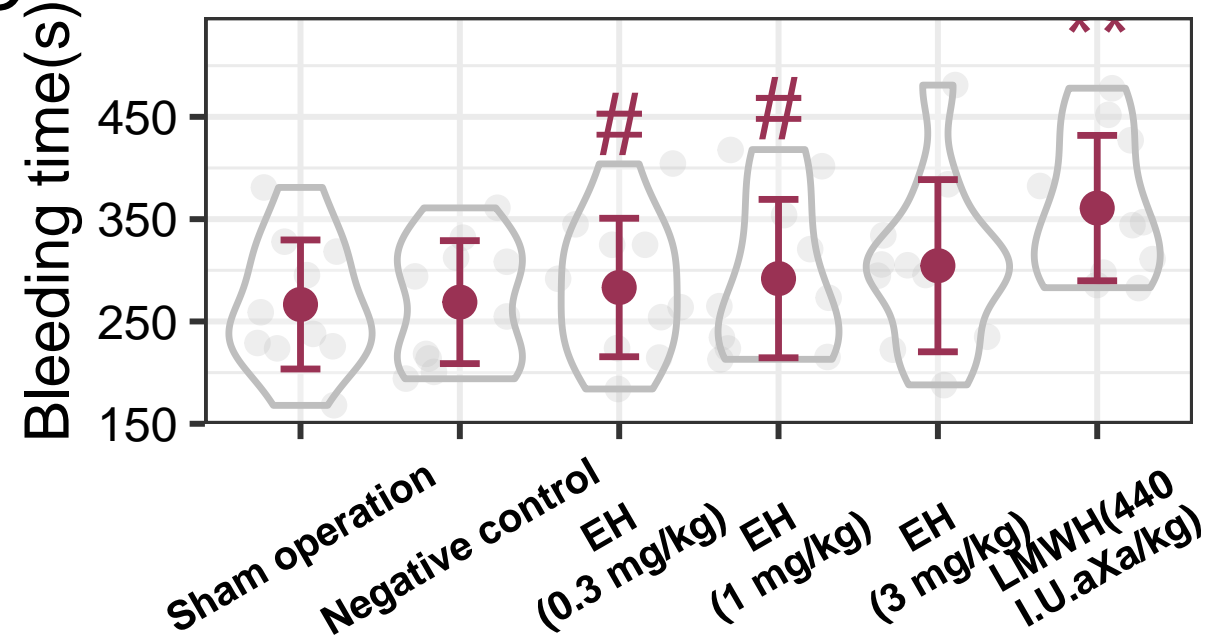 Bleeding time(s)
450
350
250
150
#
#
**
Sham operation
Negative control
EH
(0.3 mg/kg)
EH
(1 mg/kg)
EH
(3 mg/kg)
LMWH(440
I.U.aXa/kg)